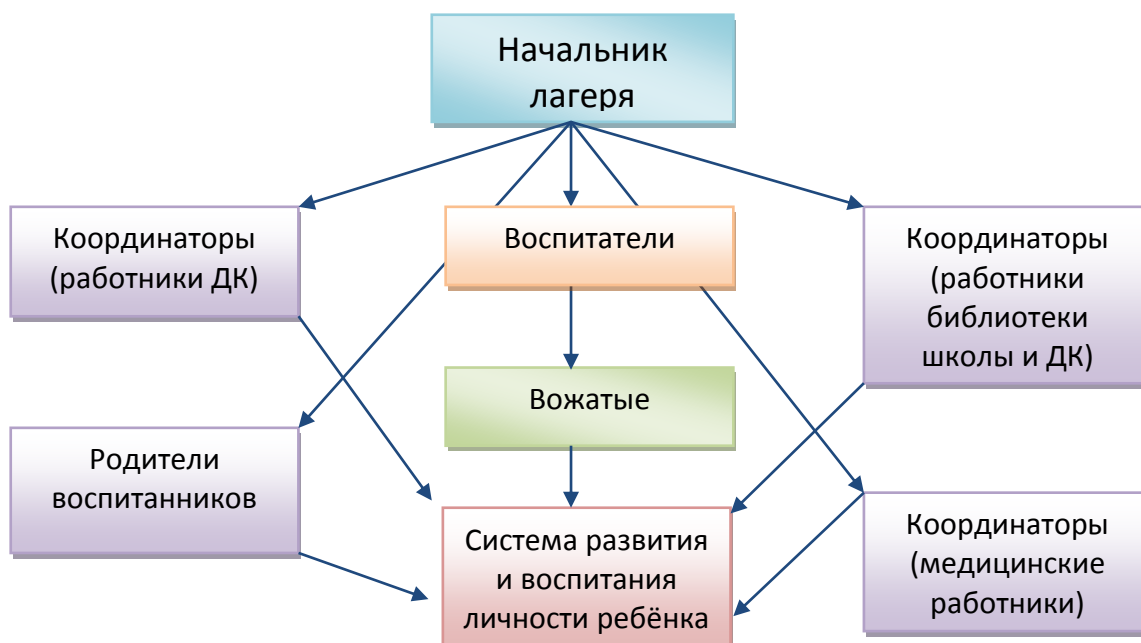 Начальник
лагеря
Координаторы
(работники ДК)
Воспитатели
Координаторы
(работники
библиотеки
школы и ДК)
Вожатые
Родители
воспитанников
Система развития
и воспитания
личности ребёнка
Координаторы
(медицинские
работники)